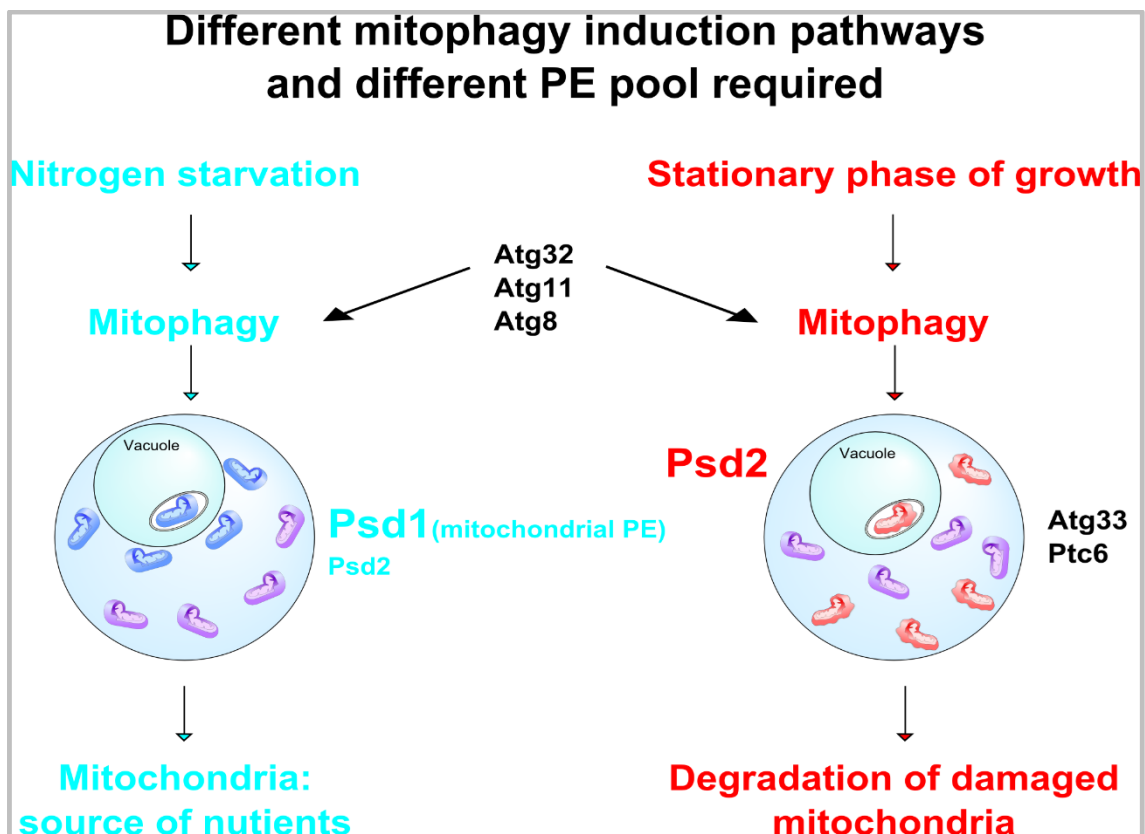 Different mitophagy induction pathways
and different PE pool required
Nitrogen starvation
Stationary phase of growth
Atg32
Atg11
Atg8
Mitophagy
Mitophagy
Vacuole
Psd1(mitochondrial PE)
Psd2
Psd2
Vacuole
Atg33
Ptc6
Mitochondria:
source of nutients
Degradation of damaged
mitochondria